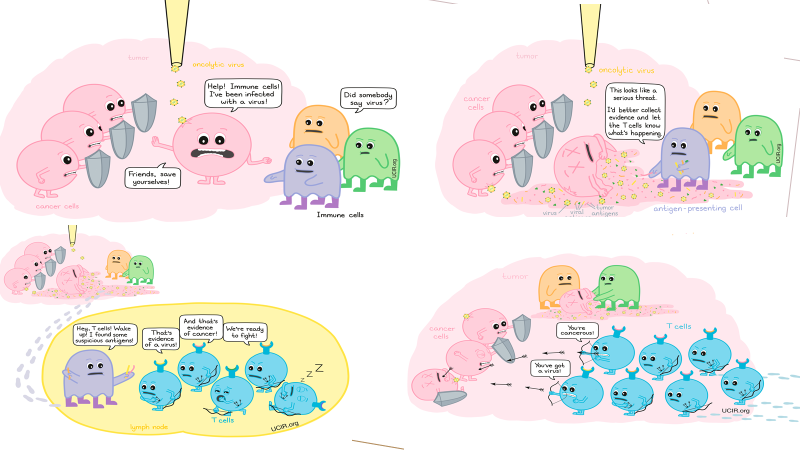 tumor
oncolytic virus
Help! Immune cells!
I've been infected
with a virus!
Did somebody
say virus?
Friends, save
yourselves!
UCIR.org
cancer cells
Immune cells
tumor
oncolytic virus
cancer
cells
This looks like a
serious threat.
I'd better collect
evidence and let
the T cells know
what's happening
UCIR.org
virus
viral
tumor
antigens
antigen-presenting cell
Hey, T cells! Wake
up! I found some
suspicious antigens!
That's
evidence
of a virus!
And that's
evidence
of cancer!
We're ready
to fight!
z z Z
lymph node
T cells
UCIR.org
tumor
cancer
cells
You're
cancerous!
T cells
You've got
a virus!
UCIR.org